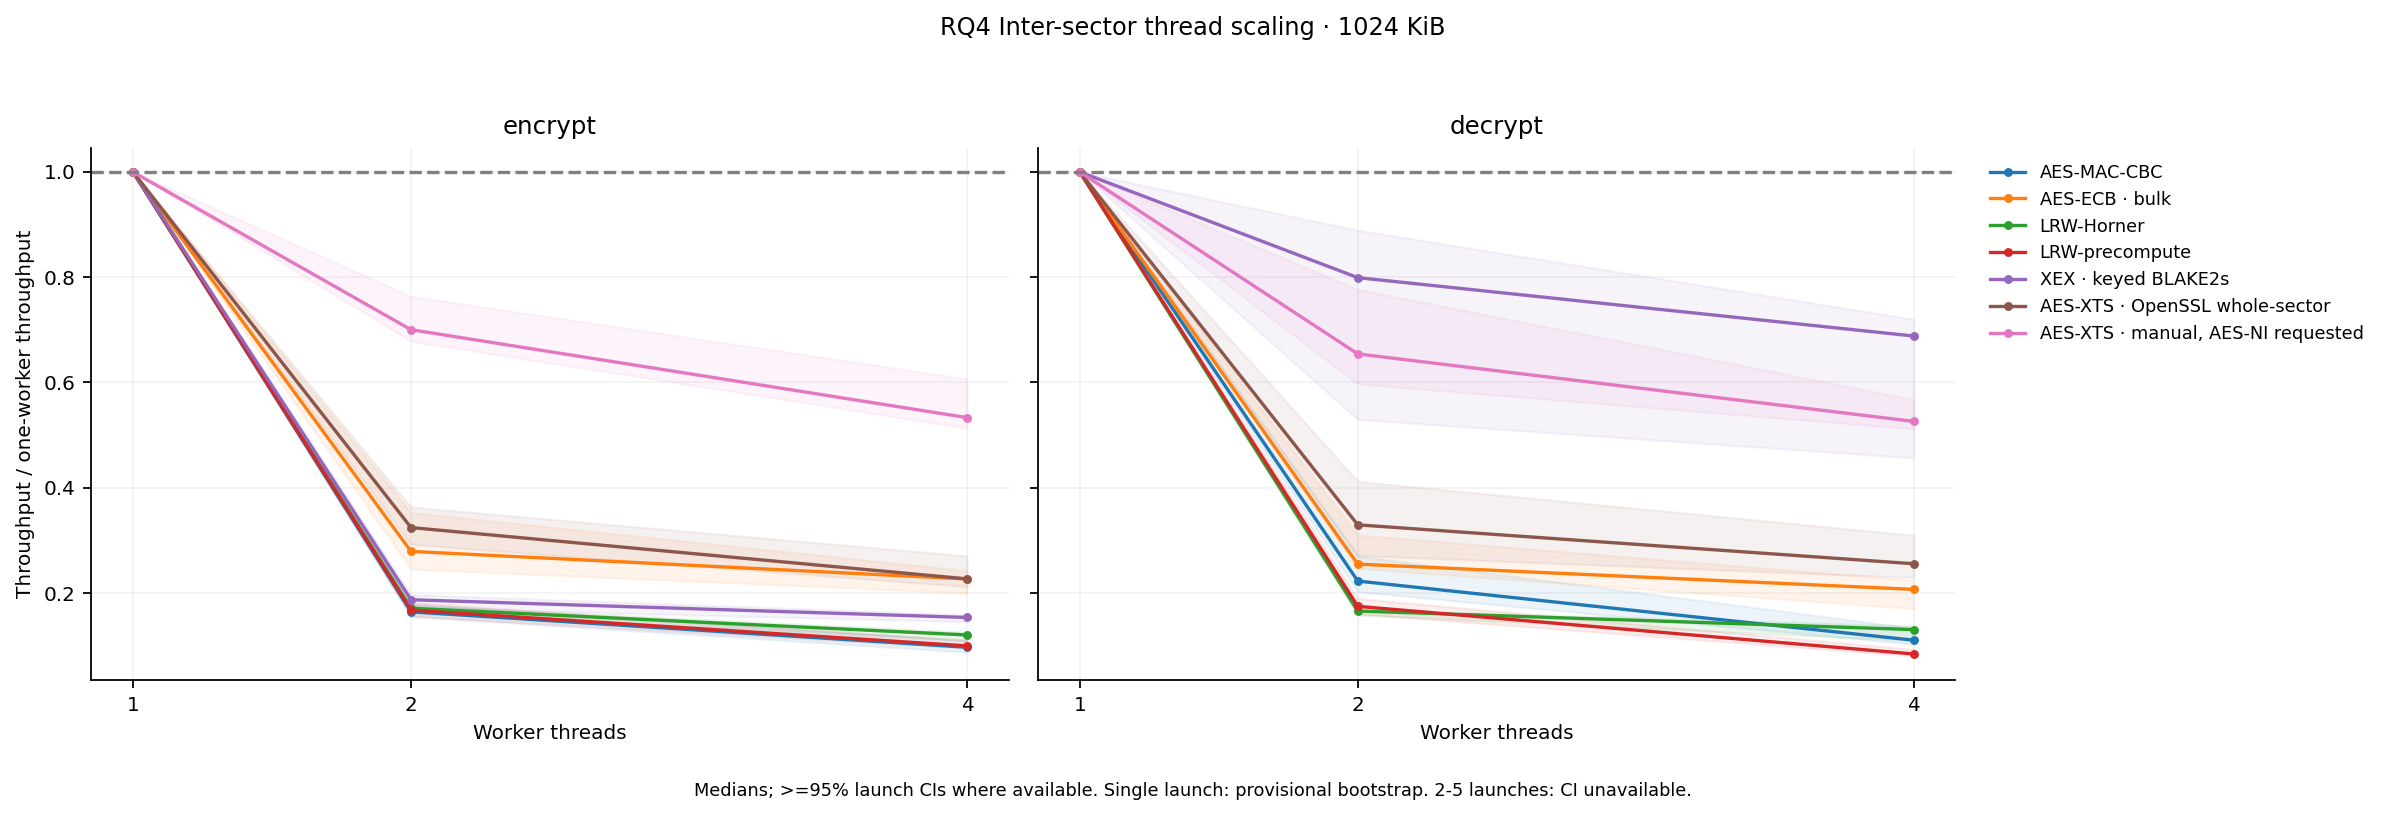 RQ4 Inter-sector thread scaling · 1024 KiB
encrypt
decrypt
Throughput / one-worker throughput
1.0
0.8
0.6
0.4
0.2
1
2
4
Worker threads
1
2
4
Worker threads
AES-MAC-CBC
AES-ECB · bulk
LRW-Horner
LRW-precompute
XEX · keyed BLAKE2s
AES-XTS · OpenSSL whole-sector
AES-XTS · manual, AES-NI requested
Medians; >=95% launch CIs where available. Single launch: provisional bootstrap. 2-5 launches: CI unavailable.